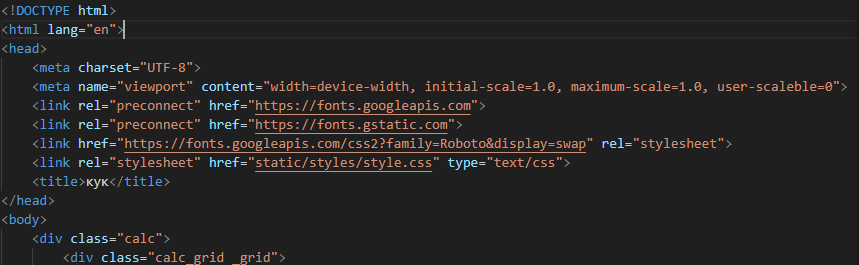 <!DOCTYPE html>
<html lang="en">
<head>
    <meta charset="UTF-8">
    <meta name="viewport" content="width=device-width, initial-scale=1.0, maximum-scale=1.0, user-scaleble=0">
    <link rel="preconnect" href="https://fonts.googleapis.com">
    <link rel="preconnect" href="https://fonts.gstatic.com">
    <link href="https://fonts.googleapis.com/css2?family=Roboto&display=swap" rel="stylesheet">
    <link rel="stylesheet" href="static/styles/style.css" type="text/css">
    <title>кук</title>
</head>
<body>
    <div class="calc">
        <div class="calc_grid _grid">